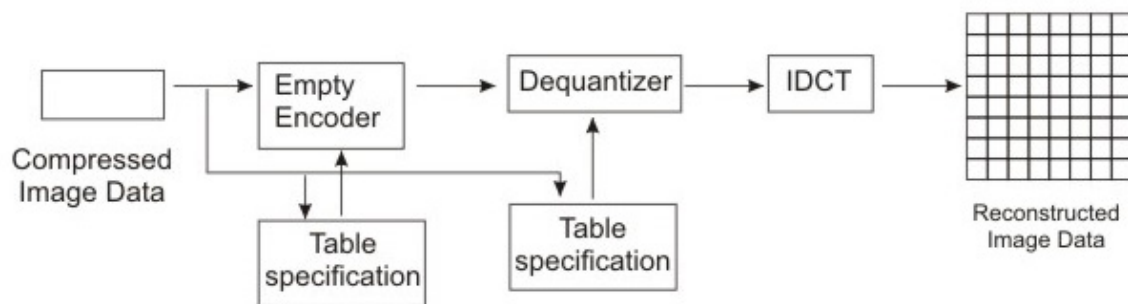 Compressed
Image Data
Empty
Encoder
Table
specification
Dequantizer
Table
specification
IDCT
Reconstructed
Image Data